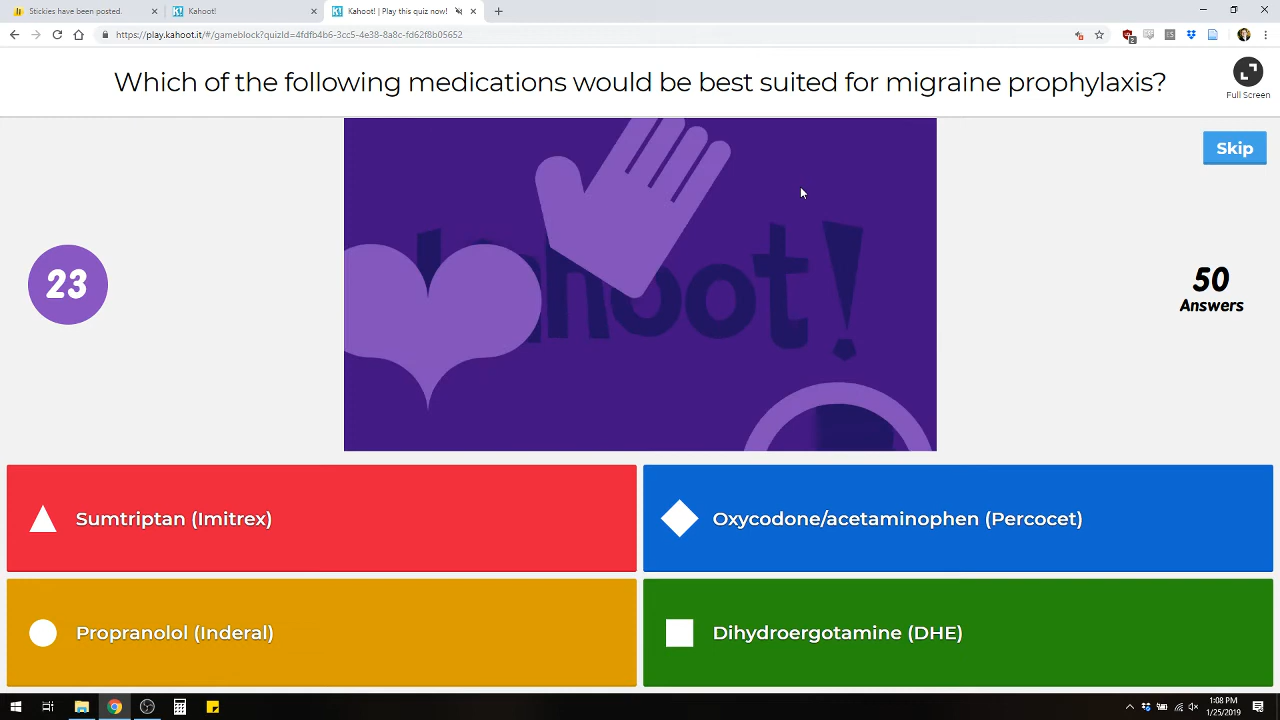 Stickies have been posted.
Kahoot!
Kahoot! | Play this quiz now!
https://play.kahoot.it/#/gameblock?quizId=4fdfb4b6-3cc5-4e38-8a8c-fd62f8b05652
2
Which of the following medications would be best suited for migraine prophylaxis?
Full Screen
Skip
kahoot!
23
50
Answers
Sumtriptan (Imitrex)
Oxycodone/acetaminophen (Percocet)
Propranolol (Inderal)
Dihydroergotamine (DHE)
1:08 PM
1/25/2019